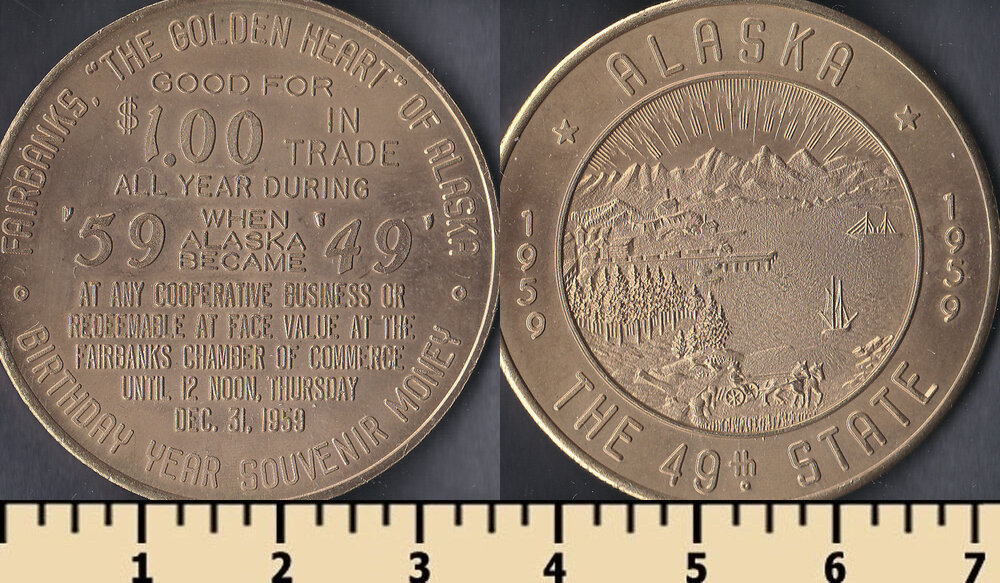 FAIRBANKS, "THE GOLDEN HEART" OF ALASKA
GOOD FOR
$1.00 IN TRADE
ALL YEAR DURING
'59 WHEN ALASKA BECAME '49'
AT ANY COOPERATIVE BUSINESS OR
REDEEMABLE AT FACE VALUE AT THE
FAIRBANKS CHAMBER OF COMMERCE
UNTIL 12 NOON, THURSDAY
DEC. 31, 1959
BIRTHDAY YEAR SOUVENIR MONEY
ALASKA
1959
1959
THE 49th STATE
1 2 3 4 5 6 7